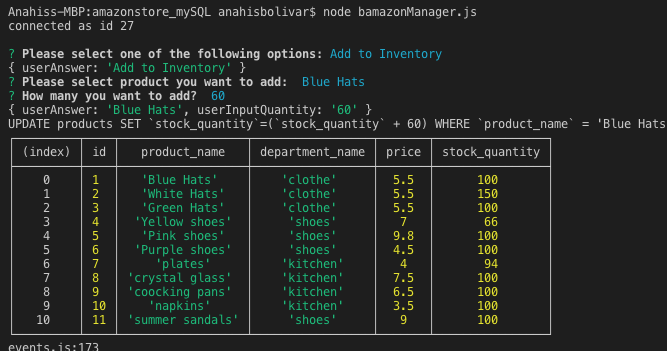 Anahiss-MBP:amazonstore_mySQL anahisbolivar$ node bamazonManager.js
connected as id 27
? Please select one of the following options: Add to Inventory
{ userAnswer: 'Add to Inventory' }
? Please select product you want to add:  Blue Hats
? How many you want to add?  60
{ userAnswer: 'Blue Hats', userInputQuantity: '60' }
UPDATE products SET `stock_quantity`=(`stock_quantity` + 60) WHERE `product_name` = 'Blue Hats
(index) id product_name department_name price stock_quantity
0 1 'Blue Hats' 'clothe' 5.5 100
1 2 'White Hats' 'clothe' 5.5 150
2 3 'Green Hats' 'clothe' 5.5 100
3 4 'Yellow shoes' 'shoes' 7 66
4 5 'Pink shoes' 'shoes' 9.8 100
5 6 'Purple shoes' 'shoes' 4.5 100
6 7 'plates' 'kitchen' 4 94
7 8 'crystal glass' 'kitchen' 7.5 100
8 9 'coocking pans' 'kitchen' 6.5 100
9 10 'napkins' 'kitchen' 3.5 100
10 11 'summer sandals' 'shoes' 9 100
events.js:173